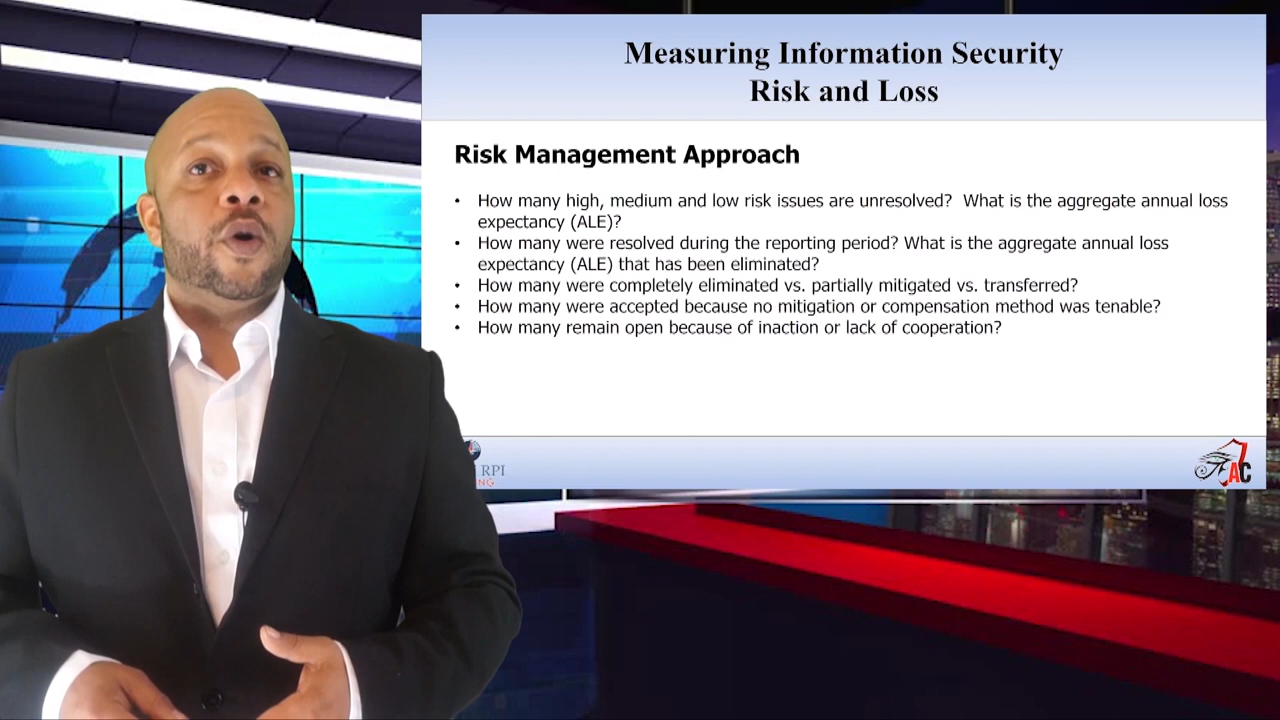 Measuring Information Security
Risk and Loss
Risk Management Approach
• How many high, medium and low risk issues are unresolved?  What is the aggregate annual loss
expectancy (ALE)?
• How many were resolved during the reporting period? What is the aggregate annual loss
expectancy (ALE) that has been eliminated?
• How many were completely eliminated vs. partially mitigated vs. transferred?
• How many were accepted because no mitigation or compensation method was tenable?
• How many remain open because of inaction or lack of cooperation?
RPI
NG
AC